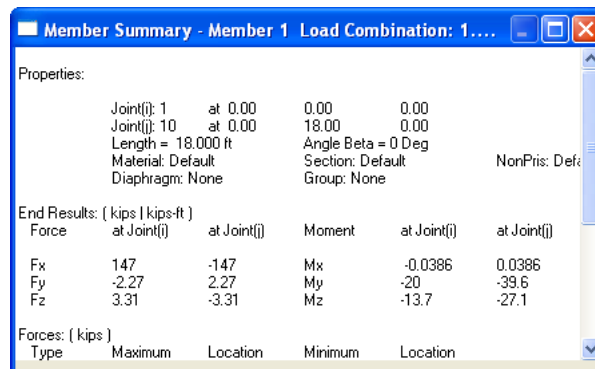 Member Summary - Member 1 Load Combination: 1....
Properties:
Joint(i): 1 at 0.00 0.00 0.00
Joint(j): 10 at 0.00 18.00 0.00
Length = 18.000 ft Angle Beta = 0 Deg
Material: Default Section: Default NonPris: Defa
Diaphragm: None Group: None
End Results: ( kips | kips-ft )
Force at Joint(i) at Joint(j) Moment at Joint(i) at Joint(j)
Fx 147 -147 Mx -0.0386 0.0386
Fy -2.27 2.27 My -20 -39.6
Fz 3.31 -3.31 Mz -13.7 -27.1
Forces: ( kips )
Type Maximum Location Minimum Location